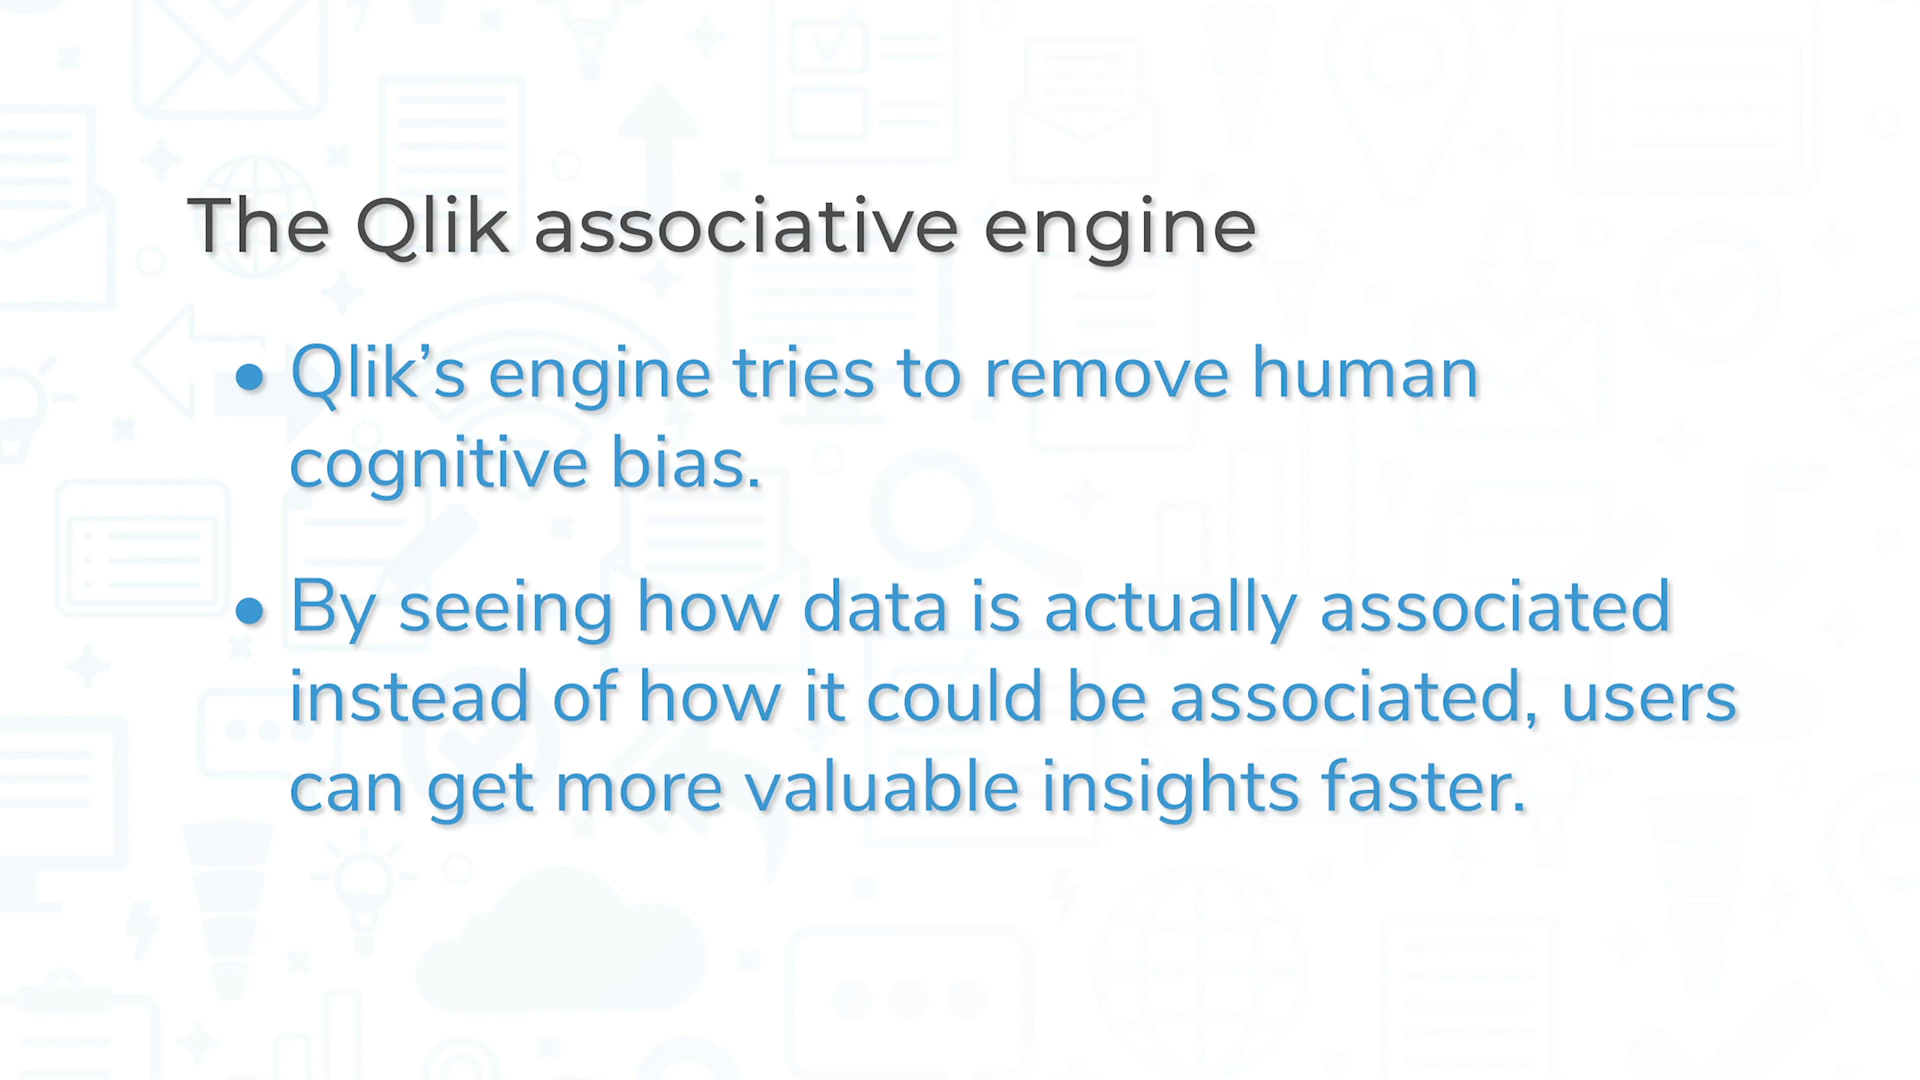 The Qlik associative engine
• Qlik’s engine tries to remove human
cognitive bias.
• By seeing how data is actually associated
instead of how it could be associated, users
can get more valuable insights faster.